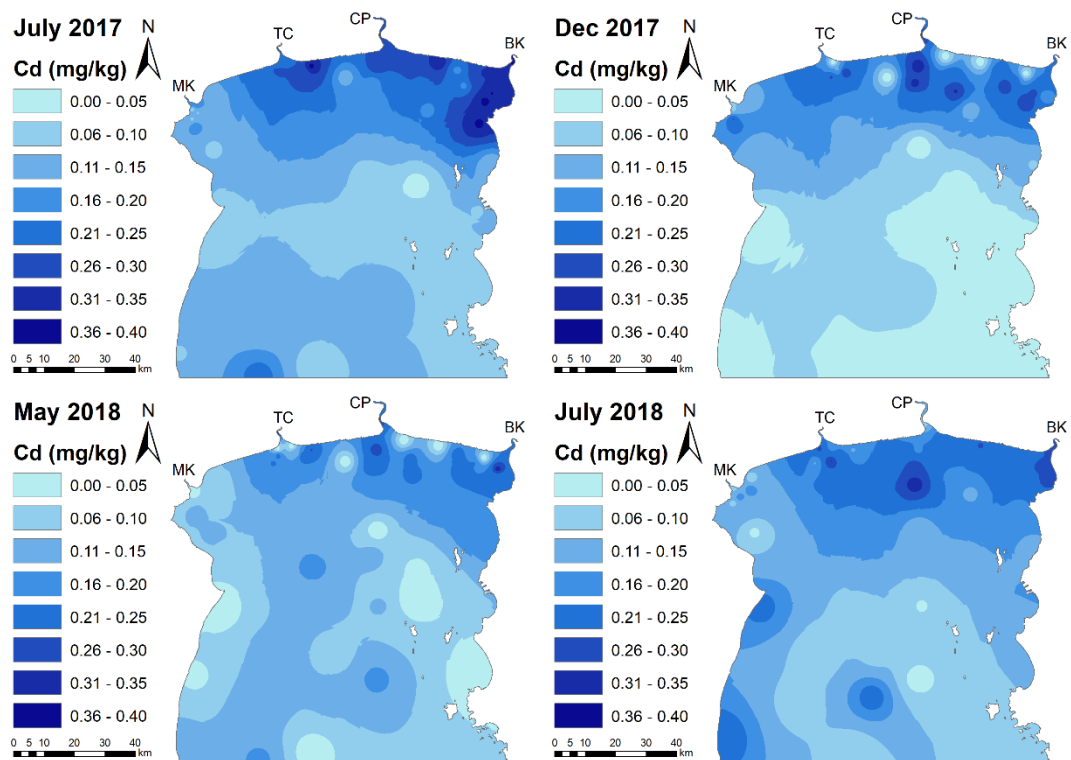 July 2017
N
Cd (mg/kg)
0.00 - 0.05
0.06 - 0.10
0.11 - 0.15
0.16 - 0.20
0.21 - 0.25
0.26 - 0.30
0.31 - 0.35
0.36 - 0.40
0 5 10 20 30 40
km
MK
TC
CP
BK
Dec 2017
N
Cd (mg/kg)
0.00 - 0.05
0.06 - 0.10
0.11 - 0.15
0.16 - 0.20
0.21 - 0.25
0.26 - 0.30
0.31 - 0.35
0.36 - 0.40
0 5 10 20 30 40
km
MK
TC
CP
BK
May 2018
N
Cd (mg/kg)
0.00 - 0.05
0.06 - 0.10
0.11 - 0.15
0.16 - 0.20
0.21 - 0.25
0.26 - 0.30
0.31 - 0.35
0.36 - 0.40
0 5 10 20 30 40
km
MK
TC
CP
BK
July 2018
N
Cd (mg/kg)
0.00 - 0.05
0.06 - 0.10
0.11 - 0.15
0.16 - 0.20
0.21 - 0.25
0.26 - 0.30
0.31 - 0.35
0.36 - 0.40
0 5 10 20 30 40
km
MK
TC
CP
BK